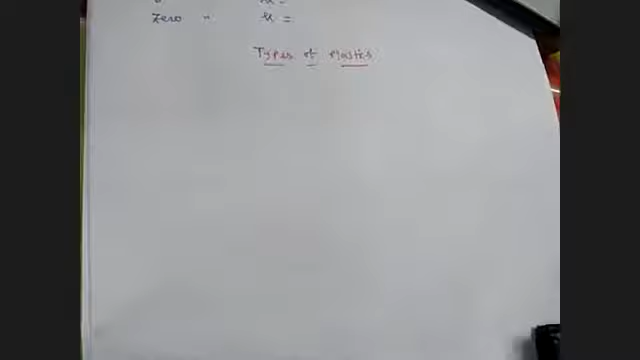 Zero " u =
Types of Plastics